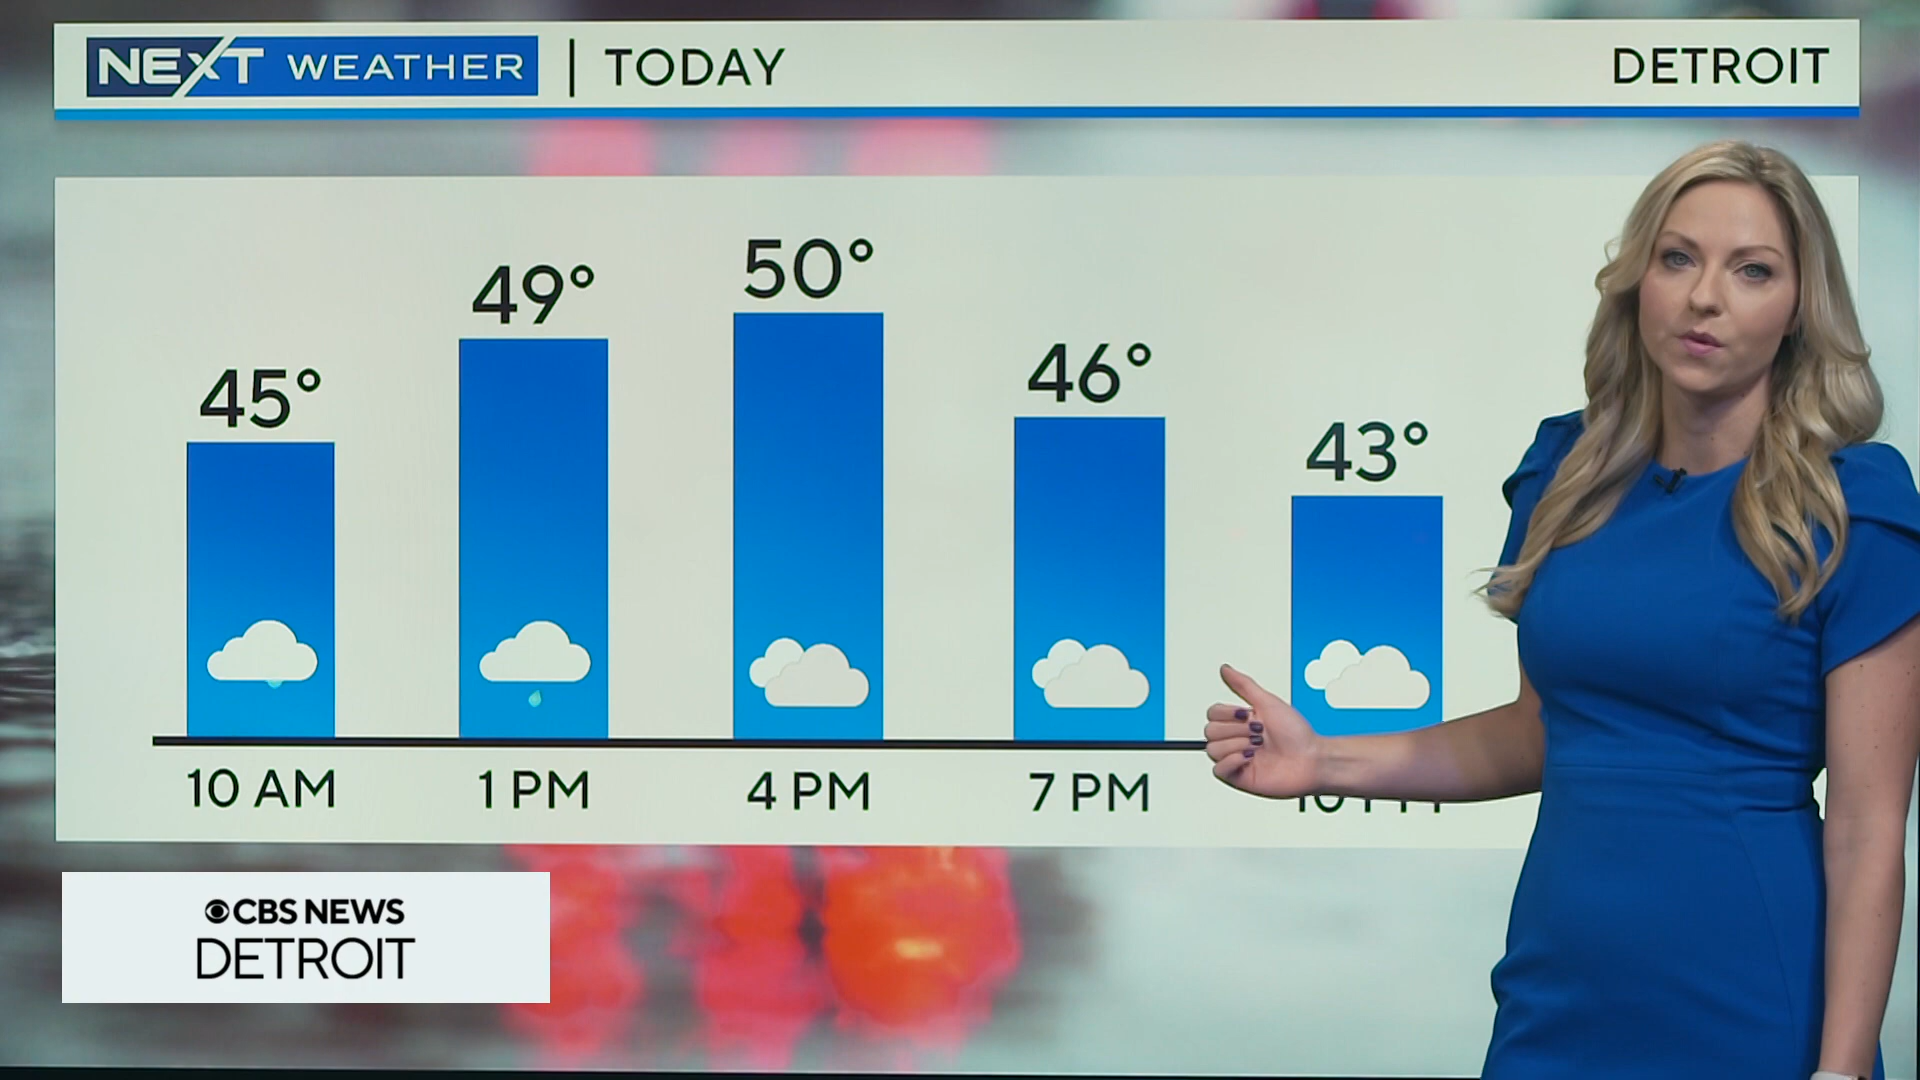 NEXT WEATHER | TODAY
DETROIT
45°
49°
50°
46°
43°
10 AM
1 PM
4 PM
7 PM
CBS NEWS
DETROIT